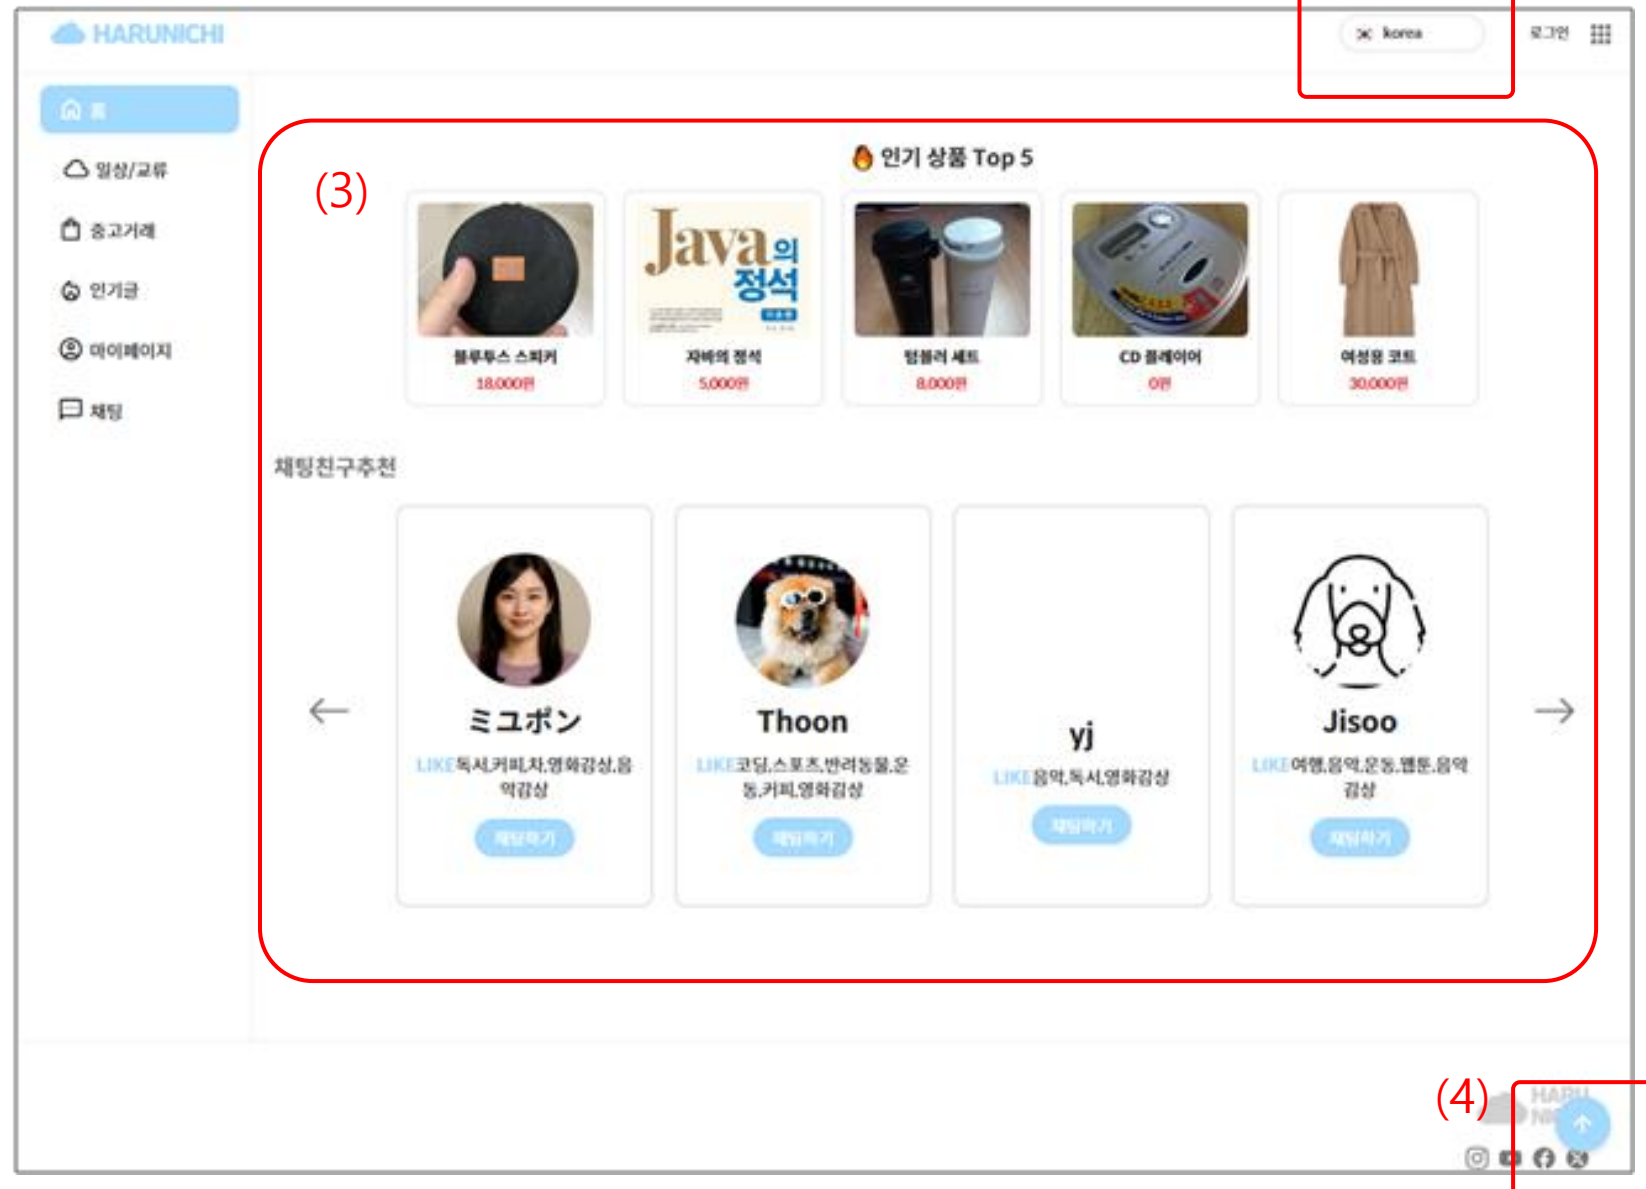 HARUNICHI
korea
로그인
홈
일상/교류
중고거래
인기글
마이페이지
채팅
(3)
인기 상품 Top 5
Java의
정석
블루투스 스피커
18,000원
자바의 정석
5,000원
텀블러 세트
8,000원
CD 플레이어
0원
여성용 코트
30,000원
채팅친구추천
ミユポン
LIKE독서,커피,차,영화감상,음
악감상
채팅하기
Thoon
LIKE코딩,스포츠,반려동물,운
동,커피,영화감상
채팅하기
yj
LIKE음악,독서,영화감상
채팅하기
Jisoo
LIKE여행,음악,운동,웹툰,음악
감상
채팅하기
(4)
HARU